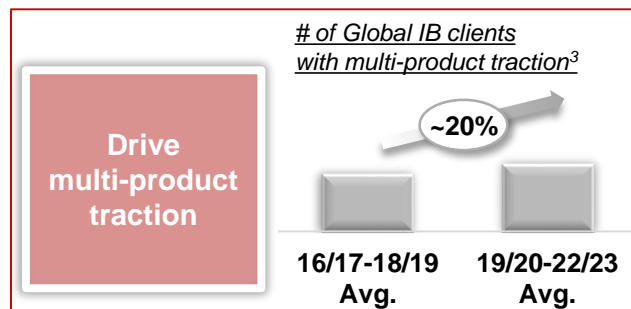 Drive
multi-product
traction
# of Global IB clients
with multi-product traction3
~20%
16/17-18/19
Avg.
19/20-22/23
Avg.